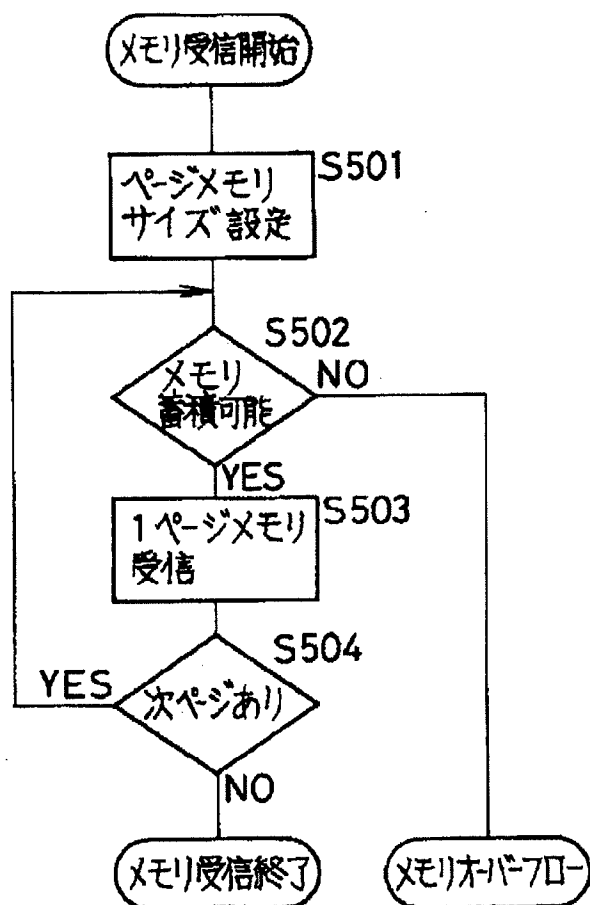 メモリ受信開始
S501
ページメモリ
サイズ設定
S502
メモリ
蓄積可能
NO
YES
S503
1ページメモリ
受信
S504
YES
次ページあり
NO
メモリ受信終了
メモリオーバーフロー